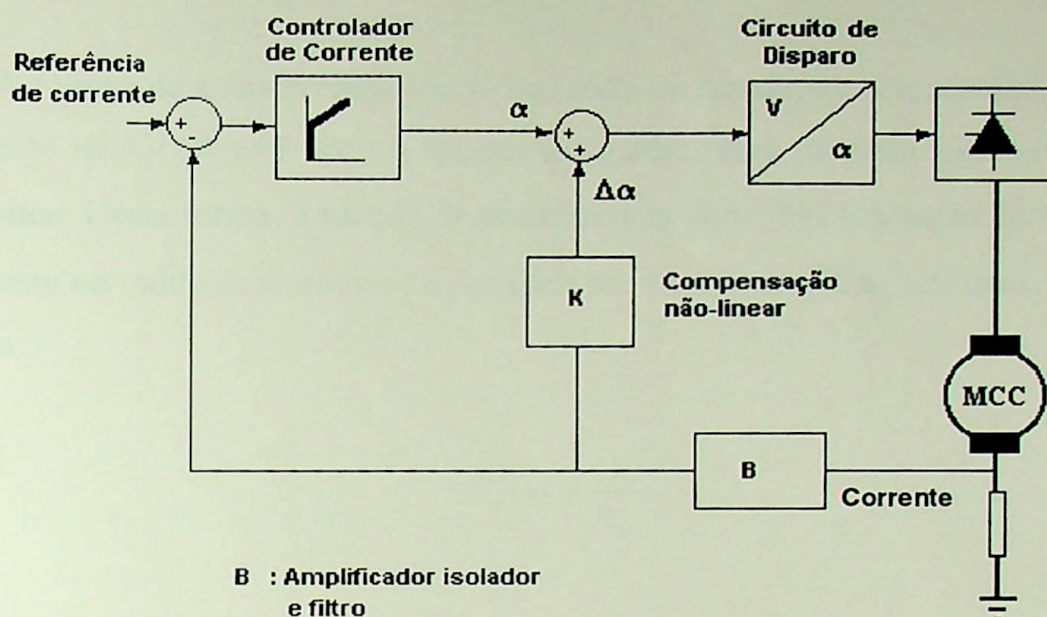 Controlador
de Corrente
Circuito de
Disparo
Referência
de corrente
+
-
α
+
+
Δα
V
α
K
Compensação
não-linear
MCC
B
Corrente
B : Amplificador isolador
e filtro